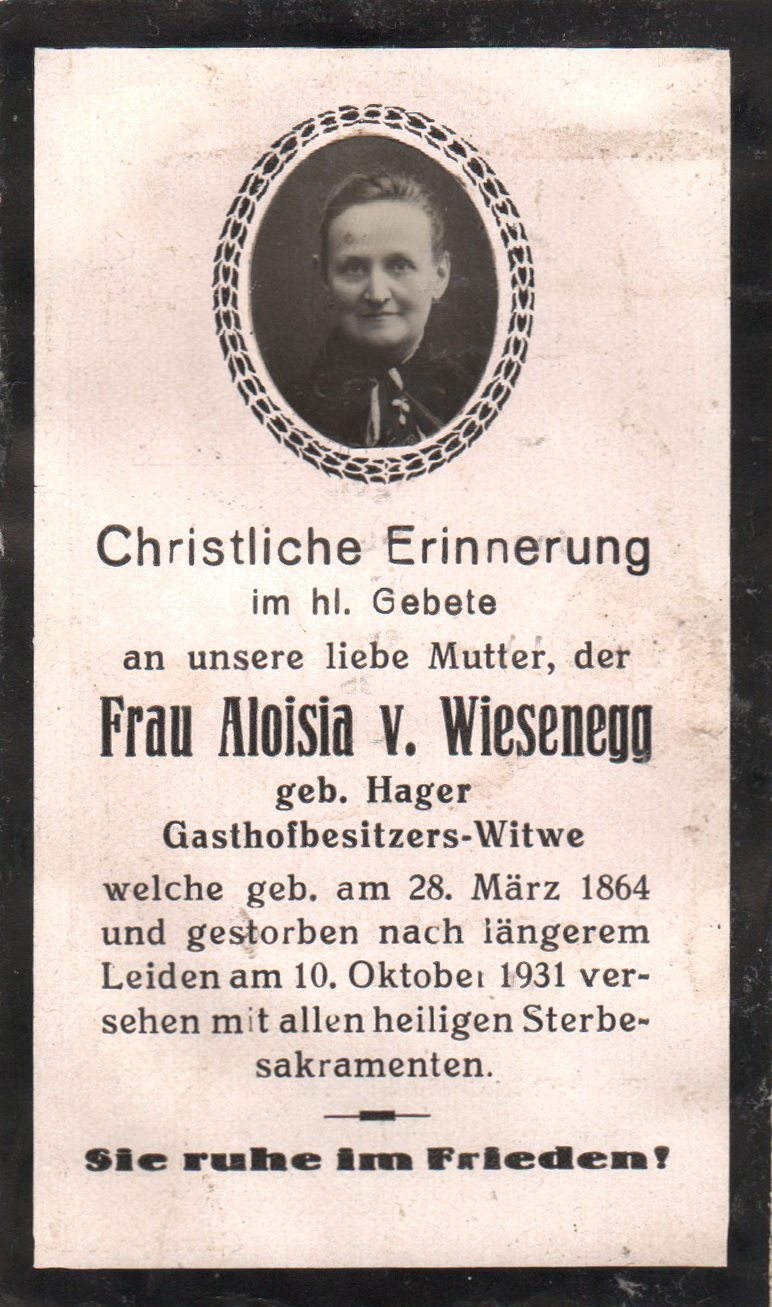 Christliche Erinnerung
im hl. Gebete
an unsere liebe Mutter, der
Frau Aloisia v. Wiesenegg
geb. Hager
Gasthofbesitzers-Witwe
welche geb. am 28. März 1864
und gestorben nach längerem
Leiden am 10. Oktober 1931 ver-
sehen mit allen heiligen Sterbe-
sakramenten.
Sie ruhe im Frieden!